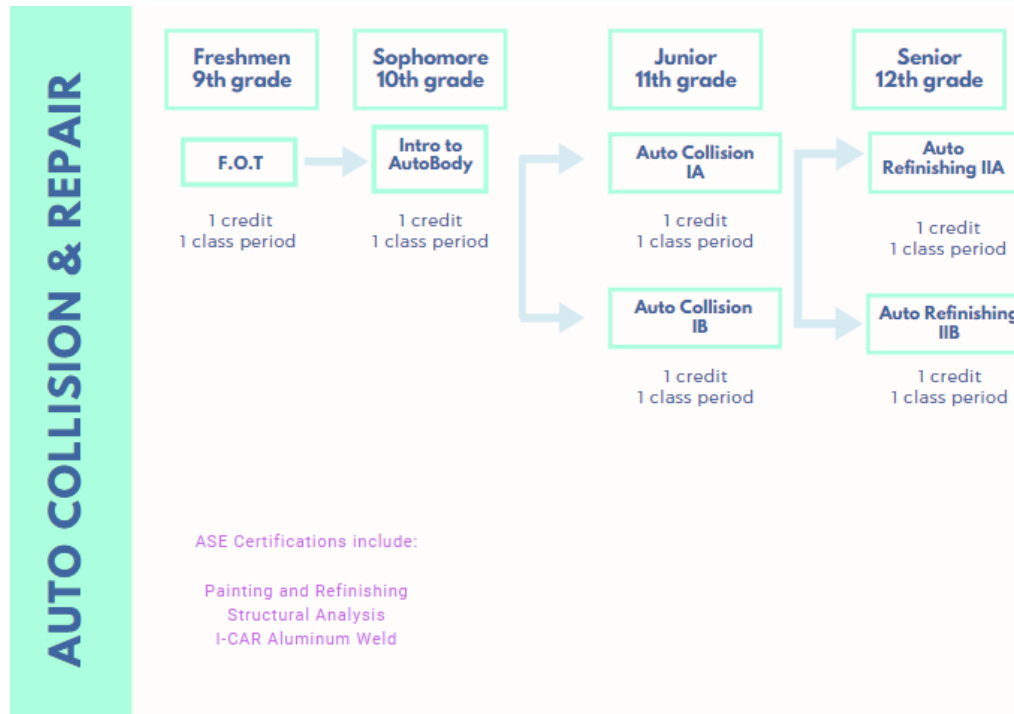 AUTO COLLISION & REPAIR
Freshmen
9th grade
Sophomore
10th grade
Junior
11th grade
Senior
12th grade
F.O.T
1 credit
1 class period
Intro to
AutoBody
1 credit
1 class period
Auto Collision
IA
1 credit
1 class period
Auto
Refinishing IIA
1 credit
1 class period
Auto Collision
IB
1 credit
1 class period
Auto Refinishing
IIB
1 credit
1 class period
ASE Certifications include:
Painting and Refinishing
Structural Analysis
I-CAR Aluminum Weld